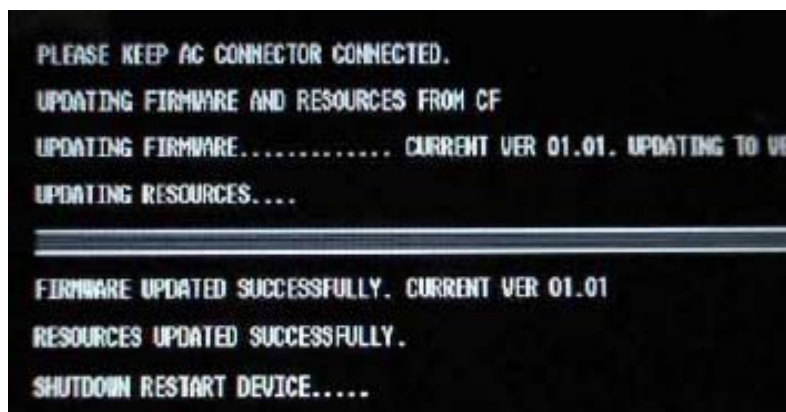 PLEASE KEEP AC CONNECTOR CONNECTED.
UPDATING FIRMWARE AND RESOURCES FROM CF
UPDATING FIRMWARE............. CURRENT VER 01.01. UPDATING TO VE
UPDATING RESOURCES....
FIRMWARE UPDATED SUCCESSFULLY. CURRENT VER 01.01
RESOURCES UPDATED SUCCESSFULLY.
SHUTDOWN RESTART DEVICE.....